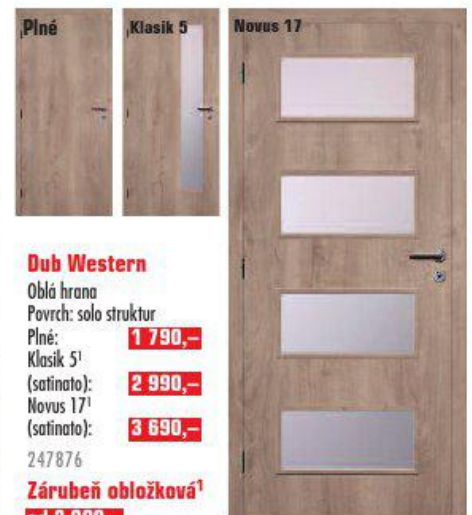 Plné
Klasik 5
Novus 17
Dub Western
Oblá hrana
Povrch: solo struktur
Plné: 1 790,–
Klasik 5¹
(satinato): 2 990,–
Novus 17¹
(satinato): 3 690,–
247876
Zárubeň obložková¹